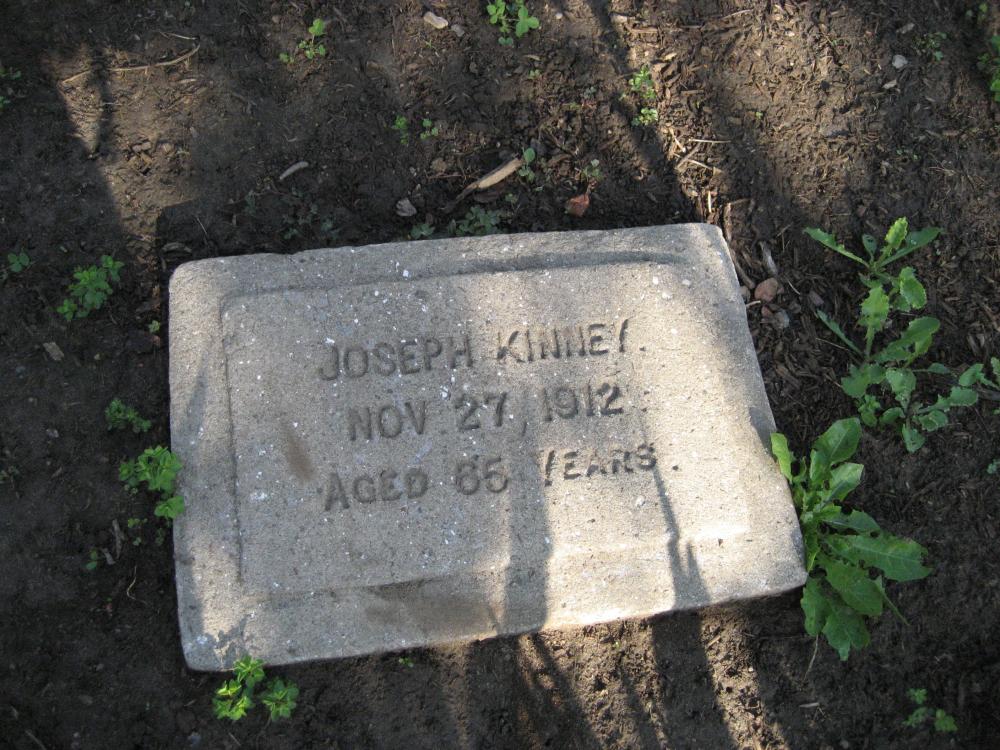 JOSEPH KINNEY.
NOV 27, 1912
AGED 65 YEARS.